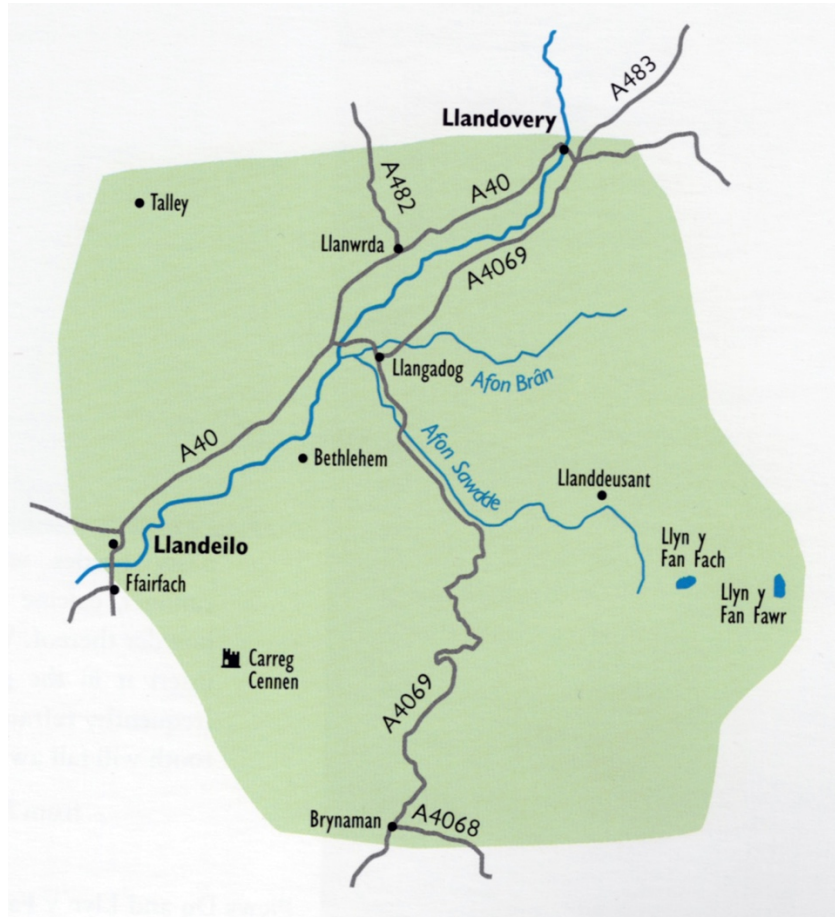 A483
Llandovery
A482
A40
Talley
Llanwrda
A4069
Llangadog
Afon Brân
A40
Bethlehem
Afon Sawdde
Llanddeusant
Llandeilo
Llyn y
Fan Fach
Ffairfach
Llyn y
Fan Fawr
Carreg
Cennen
A4069
Brynaman
A4068